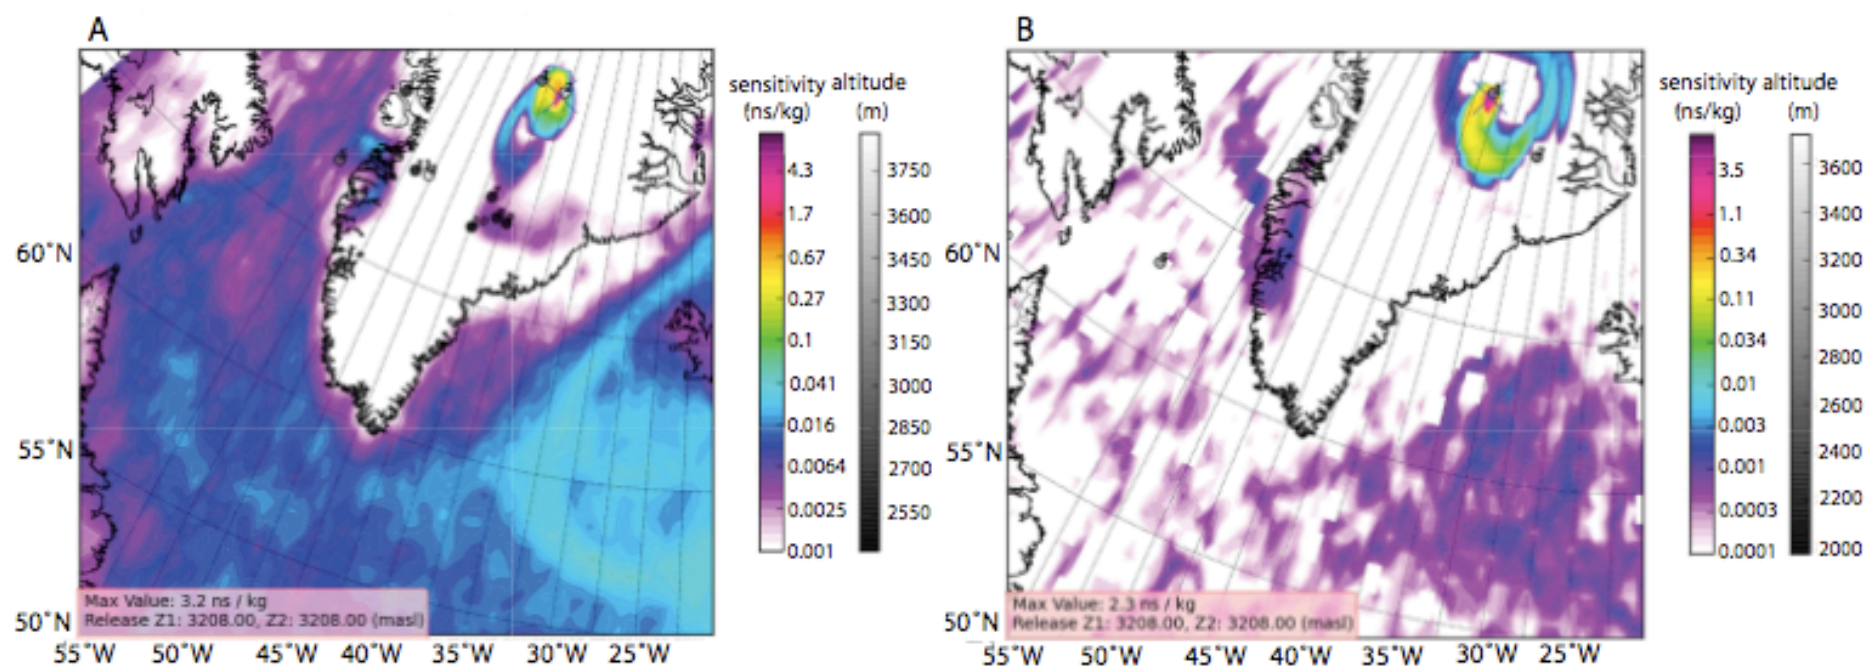 A
sensitivity altitude
(ns/kg) (m)
4.3
1.7
0.67
0.27
0.1
0.041
0.016
0.0064
0.0025
0.001
3750
3600
3450
3300
3150
3000
2850
2700
2550
60˚N
55˚N
50˚N
Max Value: 3.2 ns / kg
Release Z1: 3208.00, Z2: 3208.00 (masl)
55˚W 50˚W 45˚W 40˚W 35˚W 30˚W 25˚W
B
sensitivity altitude
(ns/kg) (m)
3.5
1.1
0.34
0.11
0.034
0.01
0.003
0.001
0.0003
0.0001
3600
3400
3200
3000
2800
2600
2400
2200
2000
60˚N
55˚N
50˚N
Max Value: 2.3 ns / kg
Release Z1: 3208.00, Z2: 3208.00 (masl)
55˚W 50˚W 45˚W 40˚W 35˚W 30˚W 25˚W